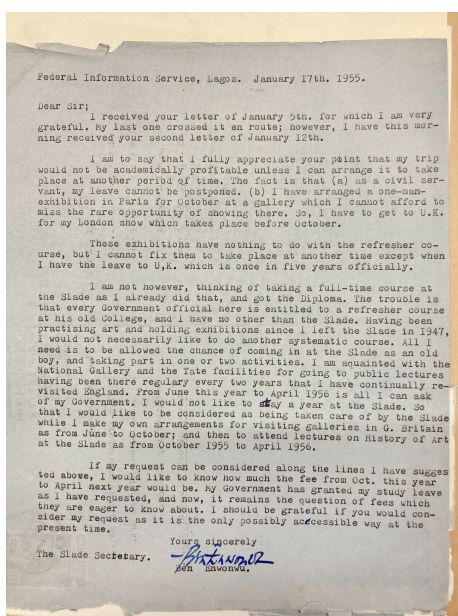 Federal Information Service, Lagos. January 17th. 1955.
Dear Sir;
I received your letter of January 5th. for which I am very
grateful. My last one crossed it en route; however, I have this mor-
ning received your second letter of January 12th.
I am to say that I fully appreciate your point that my trip
would not be academically profitable unless I can arrange it to take
place at another period of time. The fact is that (a) as a civil ser-
vant, my leave cannot be postponed. (b) I have arranged a one-man-
exhibition in Paris for October at a gallery which I cannot afford to
miss the rare opportunity of showing there. So, I have to get to U.K.
for my London show which takes place before October.
These exhibitions have nothing to do with the refresher co-
urse, but I cannot fix them to take place at another time except when
I have the leave to U,K. which is once in five years officially.
I am not however, thinking of taking a full-time course at
the Slade as I already did that, and got the Diploma. The trouble is
that every Government official here is entitled to a refresher course
at his old College, and I have no other than the Slade. Having been
practising art and holding exhibitions since I left the Slade in I947,
I would not necessarily like to do another systematic course. All I
need is to be allowed the chance of coming in at the Slade as an old
boy, and taking part in one or two activities. I am aquainted with the
National Gallery and the Tate facilities for going to public lectures
having been there regulary every two years that I have continually re-
visited England. From June this year to April 1956 is all I can ask
of my Government. I would not like to stay a year at the Slade. So
that I would like to be considered as being taken care of by the Slade
while I make my own arrangements for visiting galleries in G. Britain
as from June to October; and then to attend lectures on History of Art
at the Slade as from October 1955 to April 1956.
If my request can be considered along the lines I have sugges
ted above, I would like to know how much the fee from Oct. this year
to April next year would be. My Government has granted my study leave
as I have requested, and now, it remains the question of fees which
they are eager to know about. I should be grateful if you would con-
sider my request as it is the only possibly accessible way at the
present time.
Yours sincerely
The Slade Secretary.
Ben Enwonwu
Ben Enwonwu.